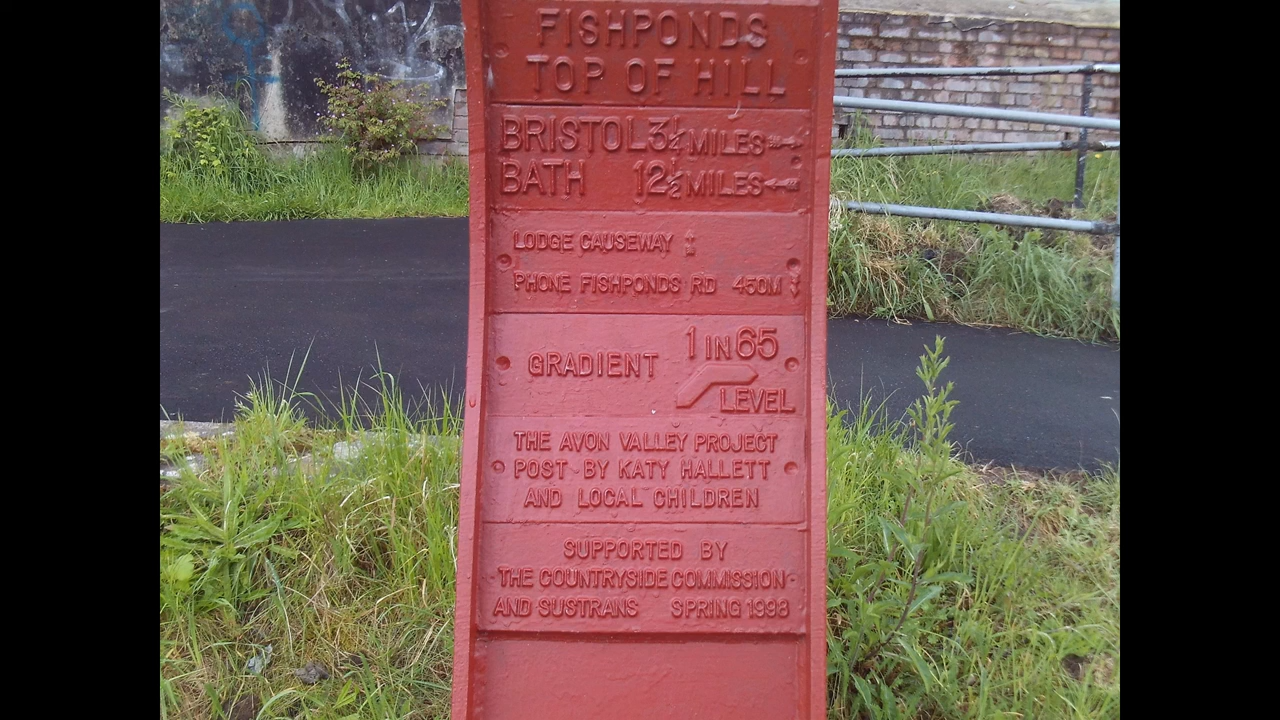 FISHPONDS
TOP OF HILL
BRISTOL 3¼ MILES
BATH 12½ MILES
LODGE CAUSEWAY
PHONE FISHPONDS RD 450M
GRADIENT 1 IN 65
LEVEL
THE AVON VALLEY PROJECT
POST - BY KATY HALLETT
AND LOCAL CHILDREN
SUPPORTED BY
THE COUNTRYSIDE COMMISSION
AND SUSTRANS SPRING 1998